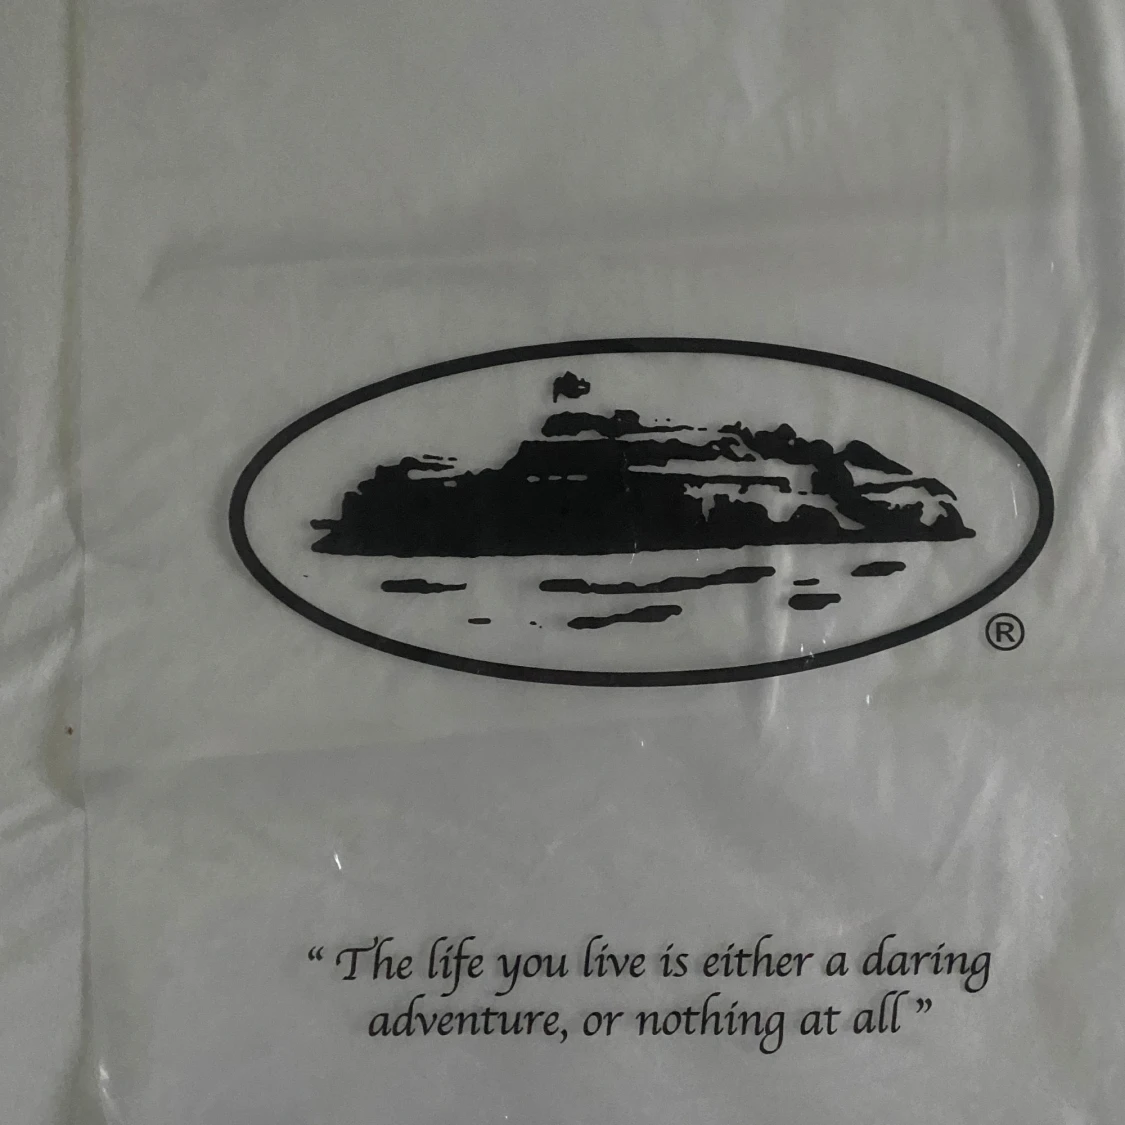 ®
“ The life you live is either a daring
adventure, or nothing at all ”